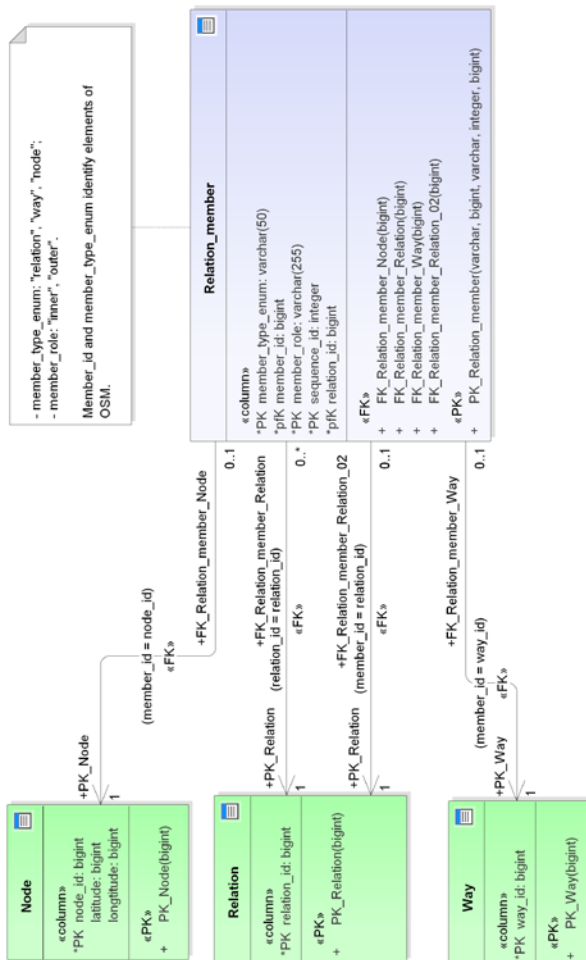 - member_type_enum: "relation", "way", "node";
- member_role: "inner", "outer".
Member_id and member_type_enum identify elements of
OSM.
Relation_member
«column»
*PK member_type_enum: varchar(50)
*pfK member_id: bigint
*PK member_role: varchar(255)
*PK sequence_id: integer
*pfK relation_id: bigint
«FK»
+ FK_Relation_member_Node(bigint)
+ FK_Relation_member_Relation(bigint)
+ FK_Relation_member_Way(bigint)
+ FK_Relation_member_Relation_02(bigint)
«PK»
+ PK_Relation_member(varchar, bigint, varchar, integer, bigint)
+FK_Relation_member_Node
0..1
(member_id = node_id)
«FK»
+PK_Node
1
+FK_Relation_member_Relation
0..*
(relation_id = relation_id)
«FK»
+PK_Relation
1
+FK_Relation_member_Relation_02
0..1
(member_id = relation_id)
«FK»
+PK_Relation
1
+FK_Relation_member_Way
0..1
(member_id = way_id)
«FK»
+PK_Way
1
Node
«column»
*PK node_id: bigint
latitude: bigint
longtitude: bigint
«PK»
+ PK_Node(bigint)
Relation
«column»
*PK relation_id: bigint
«PK»
+ PK_Relation(bigint)
Way
«column»
*PK way_id: bigint
«PK»
+ PK_Way(bigint)